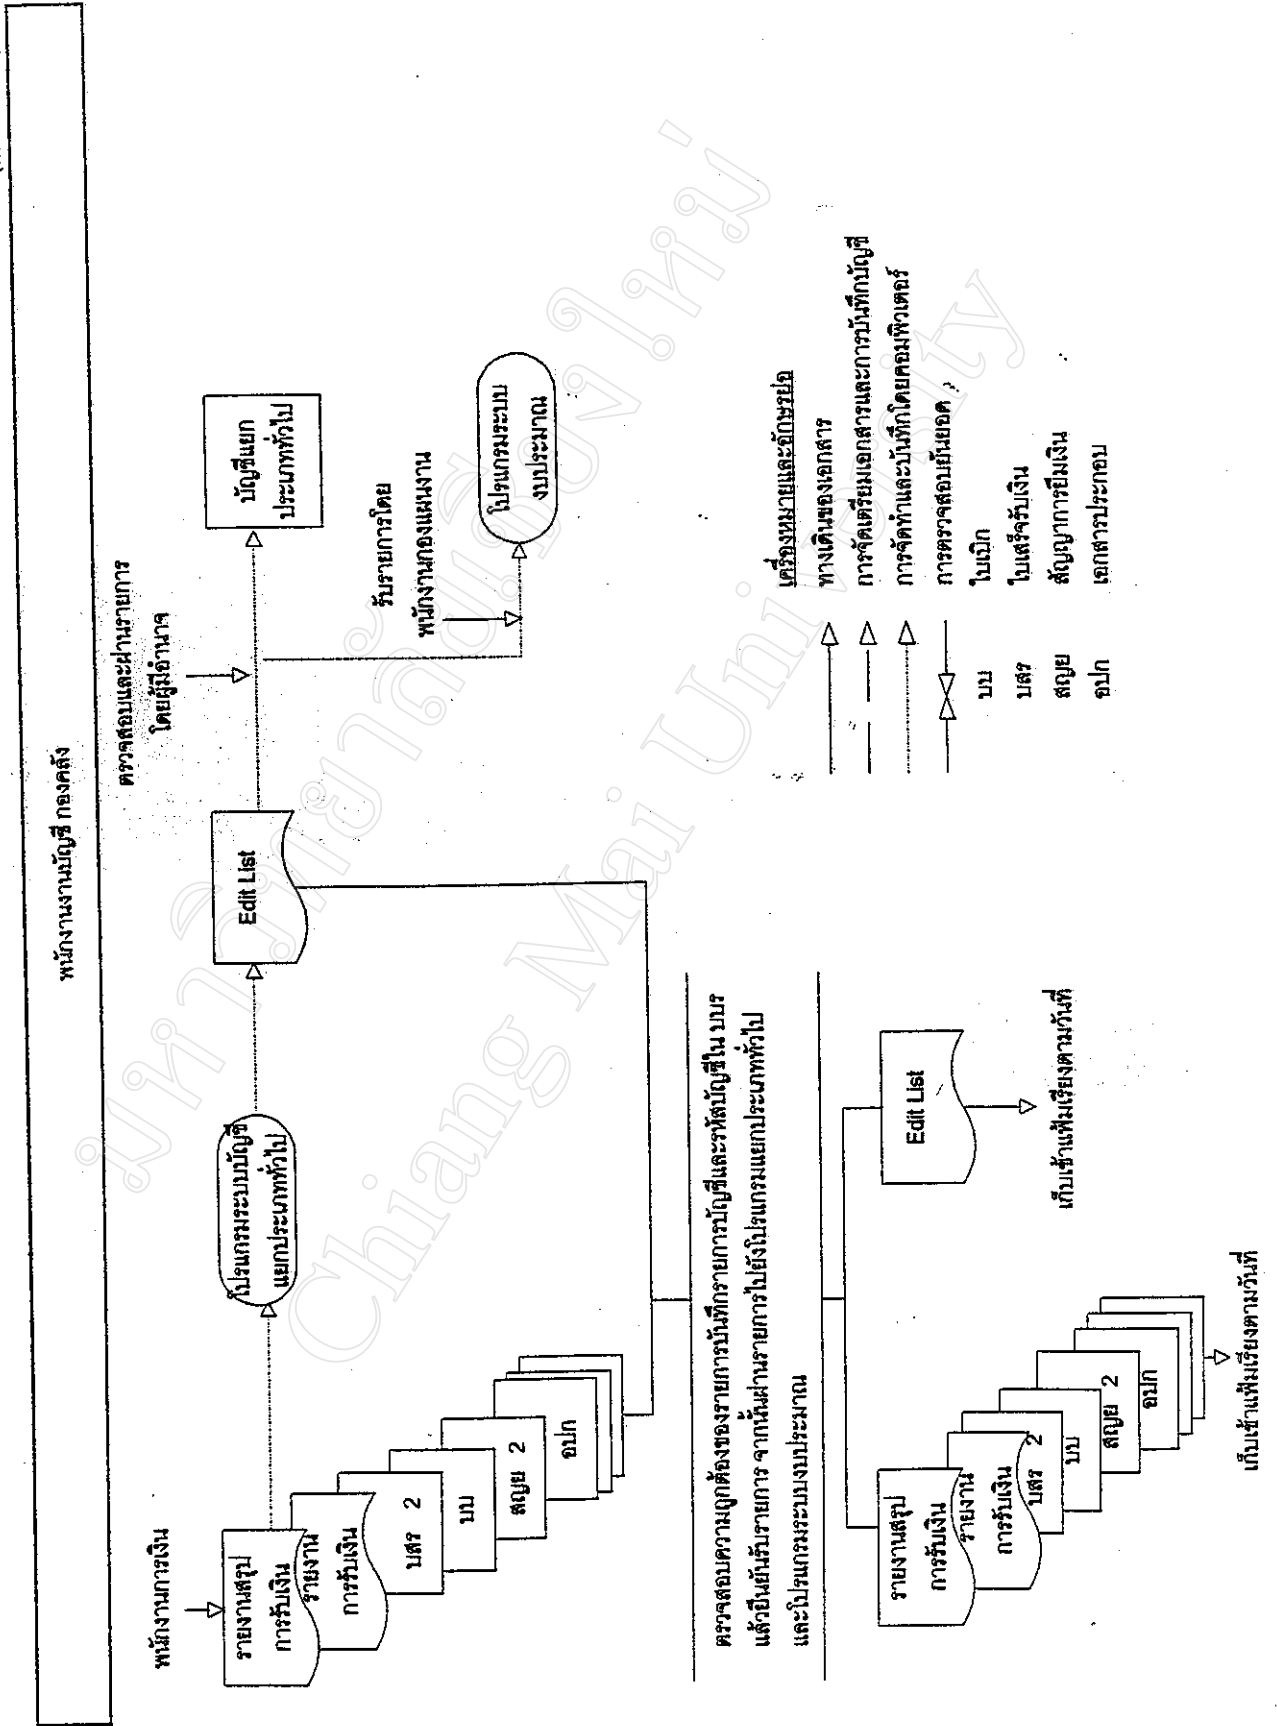 พนักงานงานบัญชี กองคลัง
พนักงานการเงิน
รายงานสรุป
การรับเงิน
รายงาน
การรับเงิน
บสร 2
บบ
สญย 2
อปก
โปรแกรมระบบบัญชี
แยกประเภททั่วไป
Edit List
ตรวจสอบและผ่านรายการ
โดยผู้มีอำนาจ
บัญชีแยก
ประเภททั่วไป
รับรายการโดย
พนักงานกองแผนงาน
โปรแกรมระบบ
งบประมาณ
ตรวจสอบความถูกต้องของรายการบันทึกรายการบัญชีและรหัสบัญชีใน บบร
แล้วยืนยันรับรายการ จากนั้นผ่านรายการไปยังโปรแกรมแยกประเภททั่วไป
และโปรแกรมระบบงบประมาณ
รายงานสรุป
การรับเงิน
รายงาน
การรับเงิน
บสร 2
บบ
สญย 2
อปก
เก็บเข้าแฟ้มเรียงตามวันที่
Edit List
เก็บเข้าแฟ้มเรียงตามวันที่
เครื่องหมายและอักษรย่อ
ทางเดินของเอกสาร
การจัดเตรียมเอกสารและการบันทึกบัญชี
การจัดทำและบันทึกโดยคอมพิวเตอร์
การตรวจสอบยันยอด
บบ ใบเบิก
บสร ใบเสร็จรับเงิน
สญย สัญญาการยืมเงิน
อปก เอกสารประกอบ
มหาวิทยาลัยเชียงใหม่
Chiang Mai University